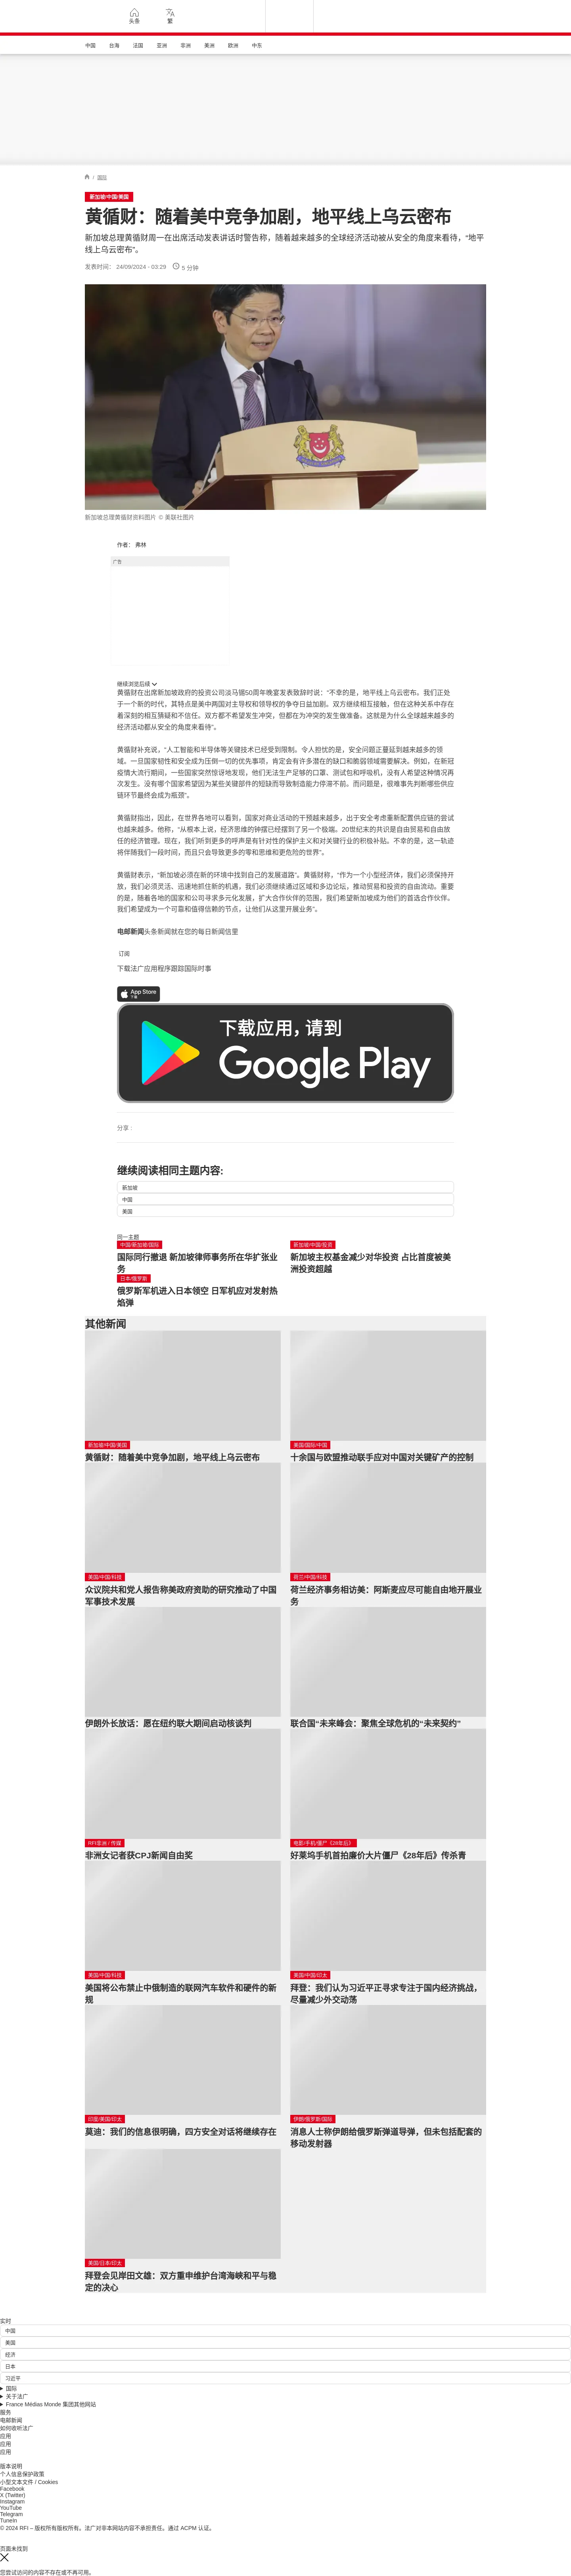 头条
繁
中国 台海 法国 亚洲 非洲 美洲 欧洲 中东
/ 国际
新加坡/中国/美国
黄循财：随着美中竞争加剧，地平线上乌云密布
新加坡总理黄循财周一在出席活动发表讲话时警告称，随着越来越多的全球经济活动被从安全的角度来看待，“地平
线上乌云密布”。
发表时间： 24/09/2024 - 03:29 5 分钟
新加坡总理黄循财资料图片 © 美联社图片
作者： 弗林
广告
继续浏览后续
黄循财在出席新加坡政府的投资公司淡马锡50周年晚宴发表致辞时说：“不幸的是，地平线上乌云密布。我们正处
于一个新的时代，其特点是美中两国对主导权和领导权的争夺日益加剧。双方继续相互接触，但在这种关系中存在
着深刻的相互猜疑和不信任。双方都不希望发生冲突，但都在为冲突的发生做准备。这就是为什么全球越来越多的
经济活动都从安全的角度来看待”。
黄循财补充说，“人工智能和半导体等关键技术已经受到限制。令人担忧的是，安全问题正蔓延到越来越多的领
域。一旦国家韧性和安全成为压倒一切的优先事项，肯定会有许多潜在的缺口和脆弱领域需要解决。例如，在新冠
疫情大流行期间，一些国家突然惊讶地发现，他们无法生产足够的口罩、测试包和呼吸机，没有人希望这种情况再
次发生。没有哪个国家希望因为某些关键部件的短缺而导致制造能力停滞不前。而问题是，很难事先判断哪些供应
链环节最终会成为瓶颈”。
黄循财指出，因此，在世界各地可以看到，国家对商业活动的干预越来越多，出于安全考虑重新配置供应链的尝试
也越来越多。他称，“从根本上说，经济思维的钟摆已经摆到了另一个极端。20世纪末的共识是自由贸易和自由放
任的经济管理。现在，我们听到更多的呼声是有针对性的保护主义和对关键行业的积极补贴。不幸的是，这一轨迹
将伴随我们一段时间，而且只会导致更多的零和思维和更危险的世界”。
黄循财表示，“新加坡必须在新的环境中找到自己的发展道路”。黄循财称，“作为一个小型经济体，我们必须保持开
放，我们必须灵活、迅速地抓住新的机遇，我们必须继续通过区域和多边论坛，推动贸易和投资的自由流动。重要
的是，随着各地的国家和公司寻求多元化发展，扩大合作伙伴的范围，我们希望新加坡成为他们的首选合作伙伴。
我们希望成为一个可靠和值得信赖的节点，让他们从这里开展业务”。
电邮新闻头条新闻就在您的每日新闻信里
订阅
下载法广应用程序跟踪国际时事
App Store
下载
下载应用，请到
Google Play
分享 :
继续阅读相同主题内容:
新加坡
中国
美国
同一主题
中国/新加坡/国际
国际同行撤退 新加坡律师事务所在华扩张业
务
新加坡/中国/投资
新加坡主权基金减少对华投资 占比首度被美
洲投资超越
日本/俄罗斯
俄罗斯军机进入日本领空 日军机应对发射热
焰弹
其他新闻
新加坡/中国/美国
黄循财：随着美中竞争加剧，地平线上乌云密布
美国/国际/中国
十余国与欧盟推动联手应对中国对关键矿产的控制
美国/中国/科技
众议院共和党人报告称美政府资助的研究推动了中国
军事技术发展
荷兰/中国/科技
荷兰经济事务相访美：阿斯麦应尽可能自由地开展业
务
伊朗外长放话：愿在纽约联大期间启动核谈判
联合国“未来峰会：聚焦全球危机的“未来契约”
RFI非洲 / 传媒
非洲女记者获CPJ新闻自由奖
电影/手机/僵尸《28年后》
好莱坞手机首拍廉价大片僵尸《28年后》传杀青
美国/中国/科技
美国将公布禁止中俄制造的联网汽车软件和硬件的新
规
美国/中国/印太
拜登：我们认为习近平正寻求专注于国内经济挑战，
尽量减少外交动荡
印度/美国/印太
莫迪：我们的信息很明确，四方安全对话将继续存在
伊朗/俄罗斯/国际
消息人士称伊朗给俄罗斯弹道导弹，但未包括配套的
移动发射器
美国/日本/印太
拜登会见岸田文雄：双方重申维护台湾海峡和平与稳
定的决心
实时
中国
美国
经济
日本
习近平
国际
关于法广
France Médias Monde 集团其他网站
服务
电邮新闻
如何收听法广
应用
应用
应用
版本说明
个人信息保护政策
小型文本文件 / Cookies
Facebook
X (Twitter)
Instagram
YouTube
Telegram
TuneIn
© 2024 RFI – 版权所有版权所有。法广对非本网站内容不承担责任。通过 ACPM 认证。
页面未找到
您尝试访问的内容不存在或不再可用。